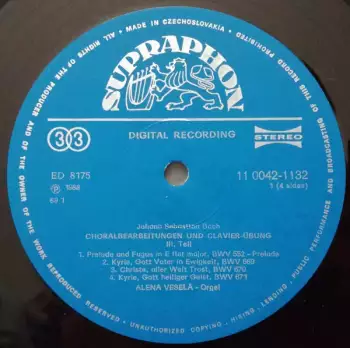 • MADE IN CZECHOSLOVAKIA •
ALL RIGHTS OF THE PRODUCER AND OF THE OWNER OF THE WORK REPRODUCED RESERVED • UNAUTHORIZED COPYING • HIRING • LENDING • MUSIC PERFORMANCE AND BROADCASTING OF THIS RECORD PROHIBITED
SUPRAPHON
DIGITAL RECORDING
33
STEREO
ED 8175
11 0042-1132
Ⓟ 1988
1 (4 sides)
Johann Sebastian Bach
CHORALBEARBEITUNGEN UND CLAVIER-ÜBUNG
III. Teil
1. Prelude and Fugue in E flat major, BWV 552 – Prelude
2. Kyrie, Gott Vater in Ewigkeit, BWV 669
3. Christe, aller Welt Trost, BWV 670
4. Kyrie, Gott heiliger Geist, BWV 671
ALENA VESELÁ – Orgel